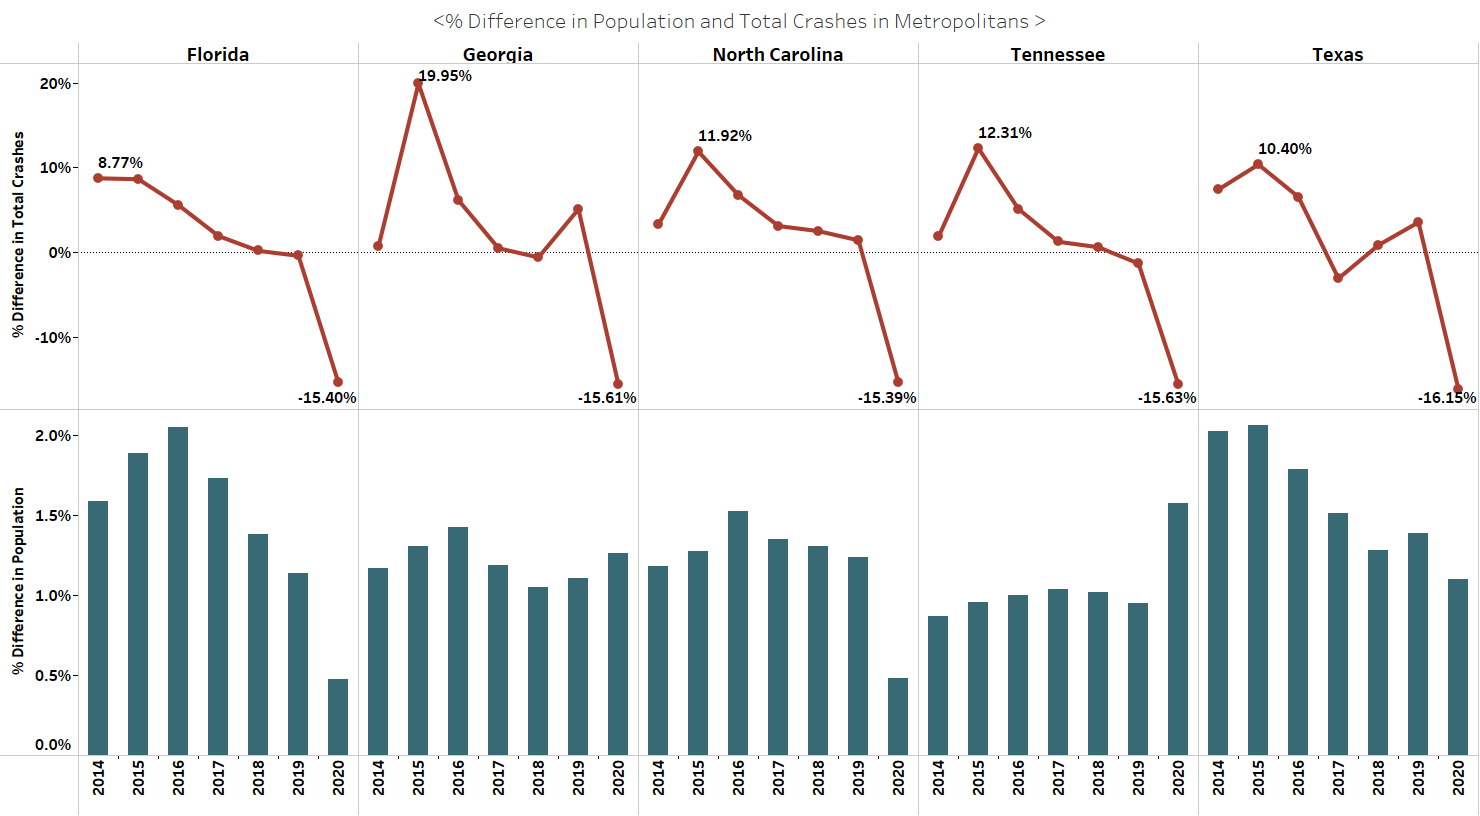 <% Difference in Population and Total Crashes in Metropolitans >
Florida
Georgia
North Carolina
Tennessee
Texas
% Difference in Total Crashes
20%
10%
0%
-10%
8.77%
-15.40%
19.95%
-15.61%
11.92%
-15.39%
12.31%
-15.63%
10.40%
-16.15%
% Difference in Population
2.0%
1.5%
1.0%
0.5%
0.0%
2014 2015 2016 2017 2018 2019 2020
2014 2015 2016 2017 2018 2019 2020
2014 2015 2016 2017 2018 2019 2020
2014 2015 2016 2017 2018 2019 2020
2014 2015 2016 2017 2018 2019 2020